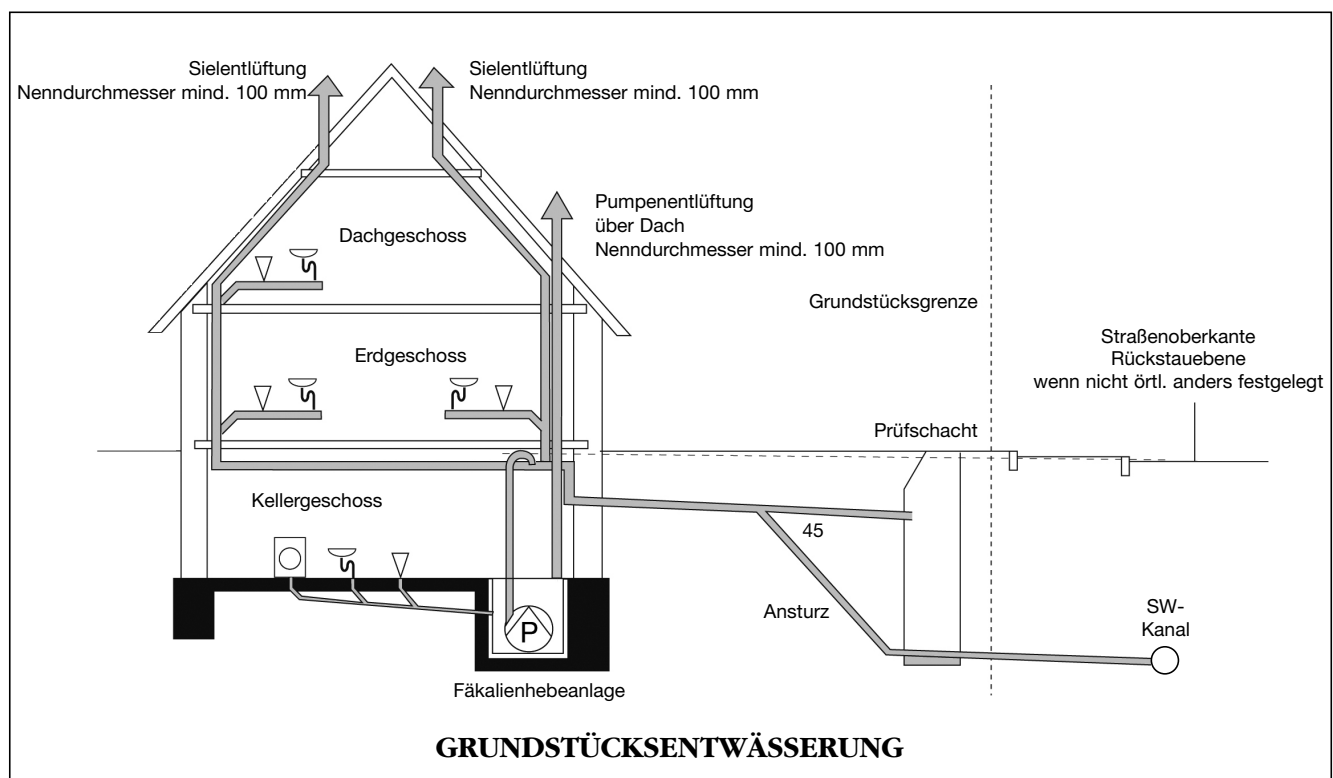 Sielentlüftung
Nenndurchmesser mind. 100 mm
Sielentlüftung
Nenndurchmesser mind. 100 mm
Pumpenentlüftung
über Dach
Nenndurchmesser mind. 100 mm
Dachgeschoss
Grundstücksgrenze
Straßenoberkante
Rückstauebene
wenn nicht örtl. anders festgelegt
Erdgeschoss
Prüfschacht
Kellergeschoss
45
Ansturz
SW-
Kanal
P
Fäkalienhebeanlage
GRUNDSTÜCKSENTWÄSSERUNG